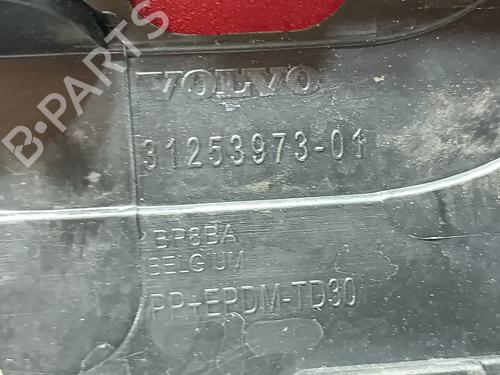 B-PARTS
VOLVO
31253973-01
BP8BA
BELGIUM
PP+EPDM-TD30